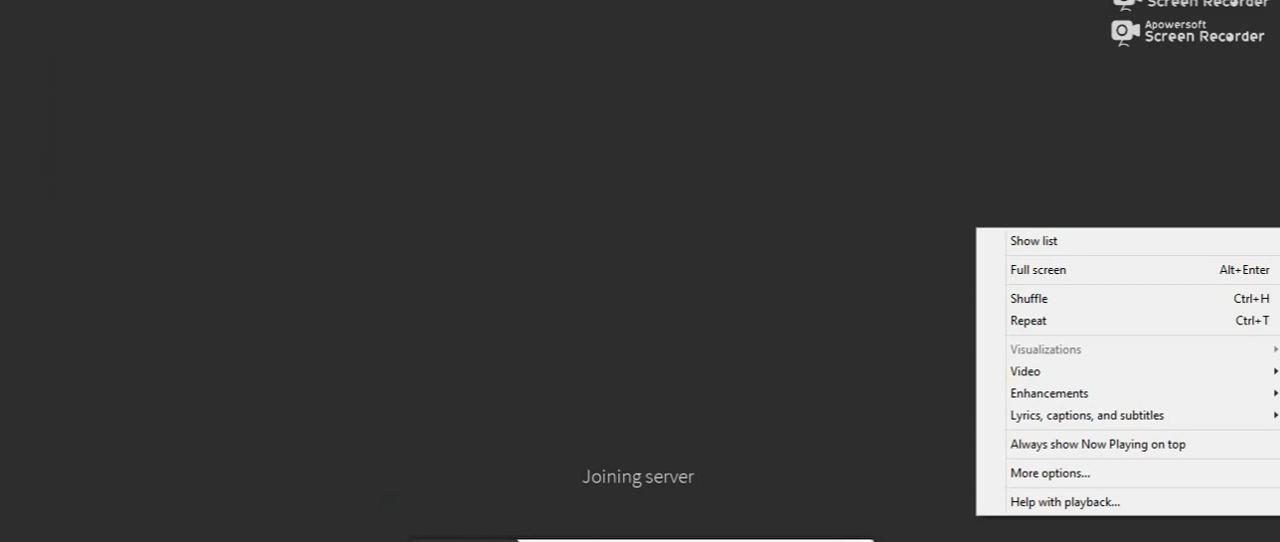 Screen Recorder
Apowersoft
Screen Recorder
Show list
Full screen Alt+Enter
Shuffle Ctrl+H
Repeat Ctrl+T
Visualizations
Video
Enhancements
Lyrics, captions, and subtitles
Always show Now Playing on top
Joining server
More options...
Help with playback...